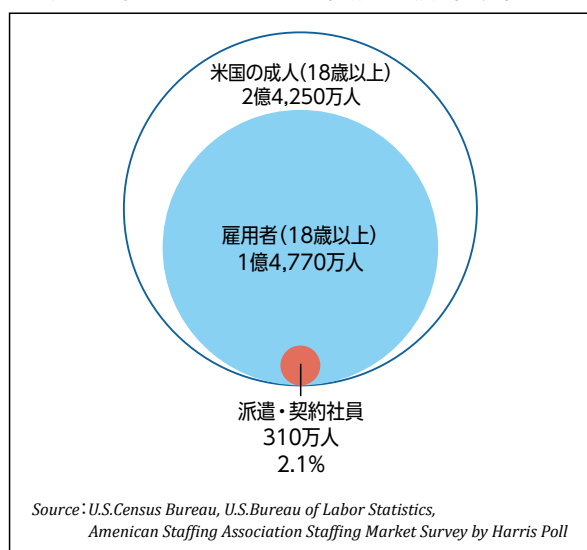 米国の成人(18歳以上)
2億4,250万人
雇用者(18歳以上)
1億4,770万人
派遣・契約社員
310万人
2.1%
Source：U.S.Census Bureau, U.S.Bureau of Labor Statistics,
Amenican Staffing Association Staffing Market Survey by Harris Poll